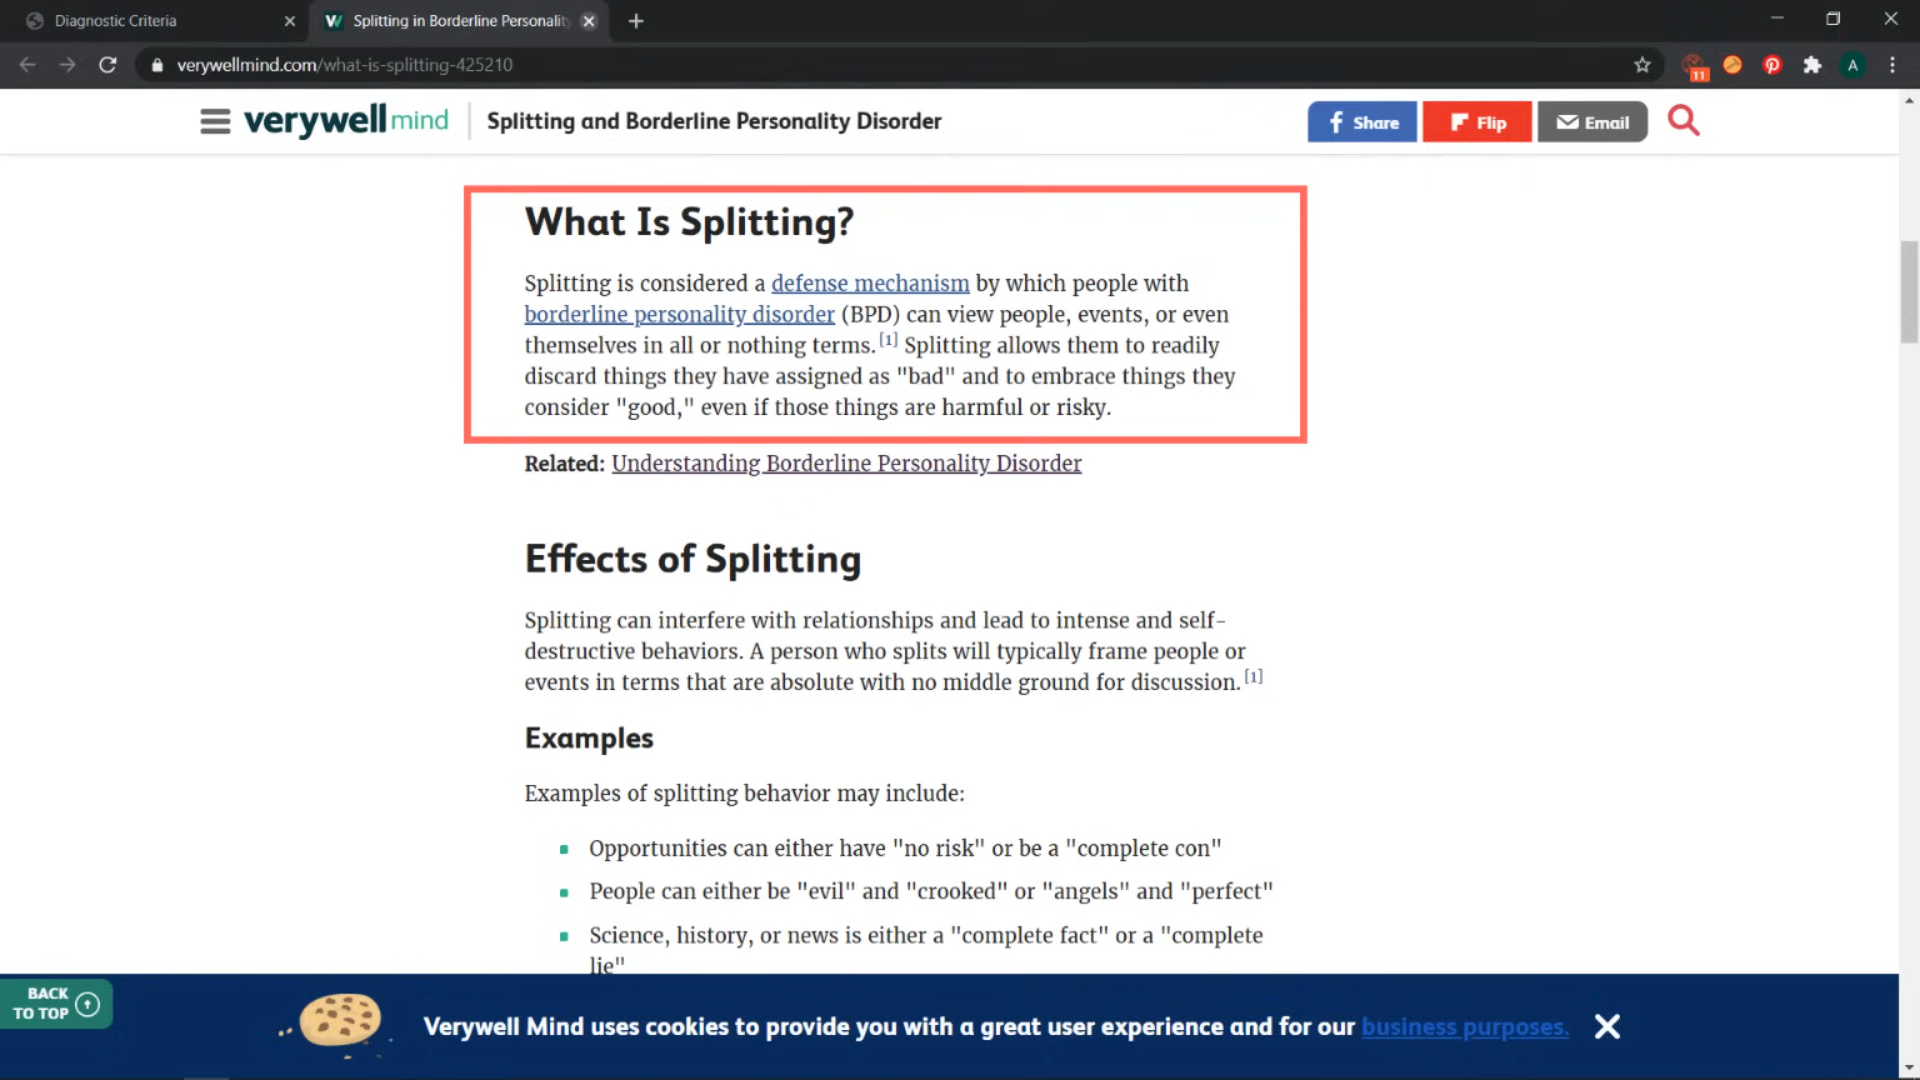 Diagnostic Criteria
Splitting in Borderline Personality
verywellmind.com/what-is-splitting-425210
11
A
verywell mind
Splitting and Borderline Personality Disorder
Share
Flip
Email
What Is Splitting?
Splitting is considered a defense mechanism by which people with
borderline personality disorder (BPD) can view people, events, or even
themselves in all or nothing terms.[1] Splitting allows them to readily
discard things they have assigned as "bad" and to embrace things they
consider "good," even if those things are harmful or risky.
Related: Understanding Borderline Personality Disorder
Effects of Splitting
Splitting can interfere with relationships and lead to intense and self-
destructive behaviors. A person who splits will typically frame people or
events in terms that are absolute with no middle ground for discussion.[1]
Examples
Examples of splitting behavior may include:
Opportunities can either have "no risk" or be a "complete con"
People can either be "evil" and "crooked" or "angels" and "perfect"
Science, history, or news is either a "complete fact" or a "complete
lie"
BACK
TO TOP
Verywell Mind uses cookies to provide you with a great user experience and for our business purposes.